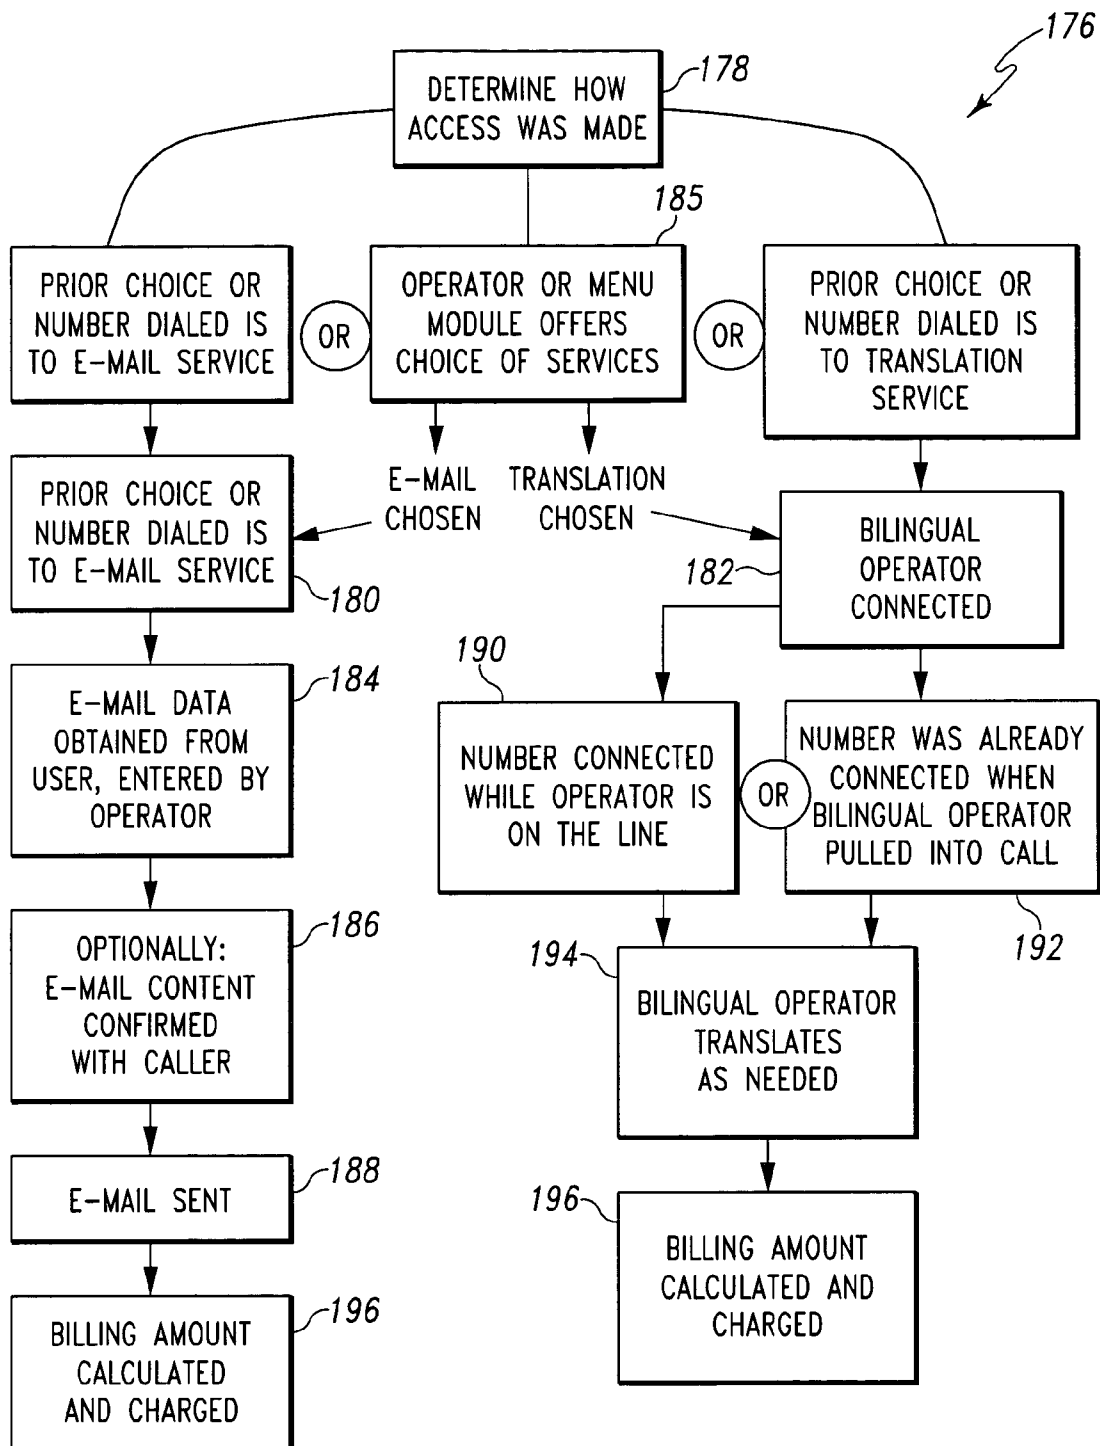 176
DETERMINE HOW
ACCESS WAS MADE
178
185
PRIOR CHOICE OR
NUMBER DIALED IS
TO E-MAIL SERVICE
OR
OPERATOR OR MENU
MODULE OFFERS
CHOICE OF SERVICES
OR
PRIOR CHOICE OR
NUMBER DIALED IS
TO TRANSLATION
SERVICE
E-MAIL
CHOSEN
TRANSLATION
CHOSEN
PRIOR CHOICE OR
NUMBER DIALED IS
TO E-MAIL SERVICE
180
182
BILINGUAL
OPERATOR
CONNECTED
E-MAIL DATA
OBTAINED FROM
USER, ENTERED BY
OPERATOR
184
190
NUMBER CONNECTED
WHILE OPERATOR IS
ON THE LINE
OR
NUMBER WAS ALREADY
CONNECTED WHEN
BILINGUAL OPERATOR
PULLED INTO CALL
192
OPTIONALLY:
E-MAIL CONTENT
CONFIRMED
WITH CALLER
186
194
BILINGUAL OPERATOR
TRANSLATES
AS NEEDED
E-MAIL SENT
188
196
BILLING AMOUNT
CALCULATED AND
CHARGED
BILLING AMOUNT
CALCULATED
AND CHARGED
196